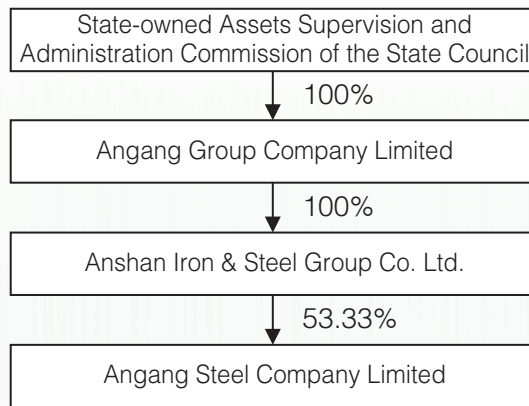 State-owned Assets Supervision and
Administration Commission of the State Council
100%
Angang Group Company Limited
100%
Anshan Iron & Steel Group Co. Ltd.
53.33%
Angang Steel Company Limited